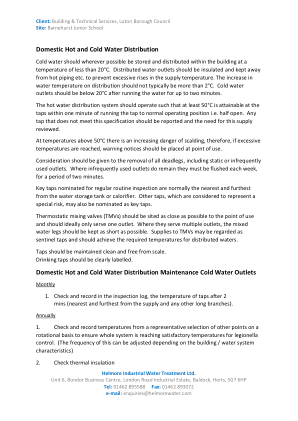 Client: Building & Technical Services, Luton Borough Council
Site: Barnehurst Junior School
Domestic Hot and Cold Water Distribution
Cold water should wherever possible be stored and distributed within the building at a
temperature of less than 20°C. Distributed water outlets should be insulated and kept away
from hot piping etc. to prevent excessive rises in the supply temperature. The increase in
water temperature on distribution should not typically be more than 2°C. Cold water
outlets should be below 20°C after running the water for up to two minutes.
The hot water distribution system should operate such that at least 50°C is attainable at the
taps within one minute of running the tap to normal operating position i.e. half open. Any
tap that does not meet this specification should be reported and the need for this supply
reviewed.
At temperatures above 50°C there is an increasing danger of scalding, therefore, if excessive
temperatures are reached, warning notices should be placed at point of use.
Consideration should be given to the removal of all deadlegs, including static or infrequently
used outlets. Where infrequently used outlets do remain they must be flushed each week,
for a period of two minutes.
Key taps nominated for regular routine inspection are normally the nearest and furthest
from the water storage tank or calorifier. Other taps, which are considered to represent a
special risk, may also be nominated as key taps.
Thermostatic mixing valves (TMVs) should be sited as close as possible to the point of use
and should ideally only serve one outlet. Where they serve multiple outlets, the mixed
water legs should be kept as short as possible. Supplies to TMVs may be regarded as
sentinel taps and should achieve the required temperatures for distributed waters.
Taps should be maintained clean and free from scale.
Drinking taps should be clearly labelled.
Domestic Hot and Cold Water Distribution Maintenance Cold Water Outlets
Monthly
1. Check and record in the inspection log, the temperature of taps after 2
mins (nearest and furthest from the supply and any other long branches).
Annually
1. Check and record temperatures from a representative selection of other points on a
rotational basis to ensure whole system is reaching satisfactory temperatures for legionella
control. (The frequency of this can be adjusted depending on the building / water system
characteristics)
2. Check thermal insulation
Helmore Industrial Water Treatment Ltd.
Unit 6, Bondor Business Centre, London Road Industrial Estate, Baldock, Herts, SG7 6HP
Tel: 01462 895588 Fax: 01462 893072
e-mail: enquiries@helmorewater.com